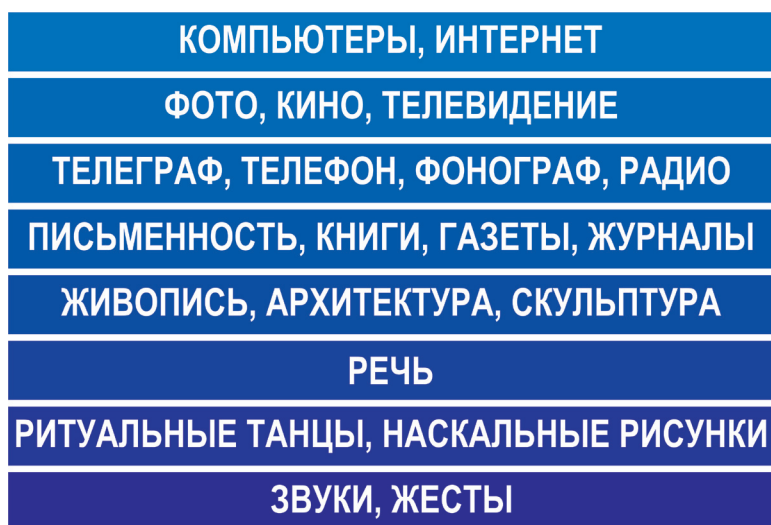 КОМПЬЮТЕРЫ, ИНТЕРНЕТ
ФОТО, КИНО, ТЕЛЕВИДЕНИЕ
ТЕЛЕГРАФ, ТЕЛЕФОН, ФОНОГРАФ, РАДИО
ПИСЬМЕННОСТЬ, КНИГИ, ГАЗЕТЫ, ЖУРНАЛЫ
ЖИВОПИСЬ, АРХИТЕКТУРА, СКУЛЬПТУРА
РЕЧЬ
РИТУАЛЬНЫЕ ТАНЦЫ, НАСКАЛЬНЫЕ РИСУНКИ
ЗВУКИ, ЖЕСТЫ